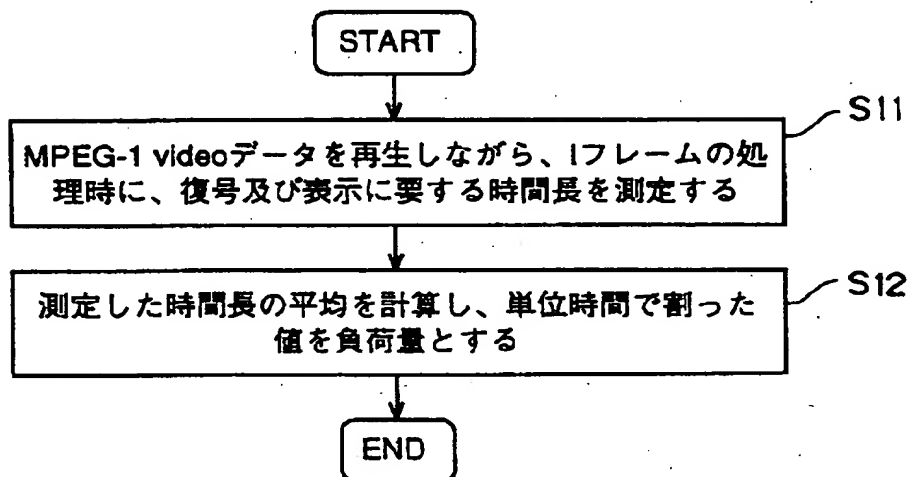 START
S11
MPEG-1 videoデータを再生しながら、Iフレームの処
理時に、復号及び表示に要する時間長を測定する
S12
測定した時間長の平均を計算し、単位時間で割った
値を負荷量とする
END